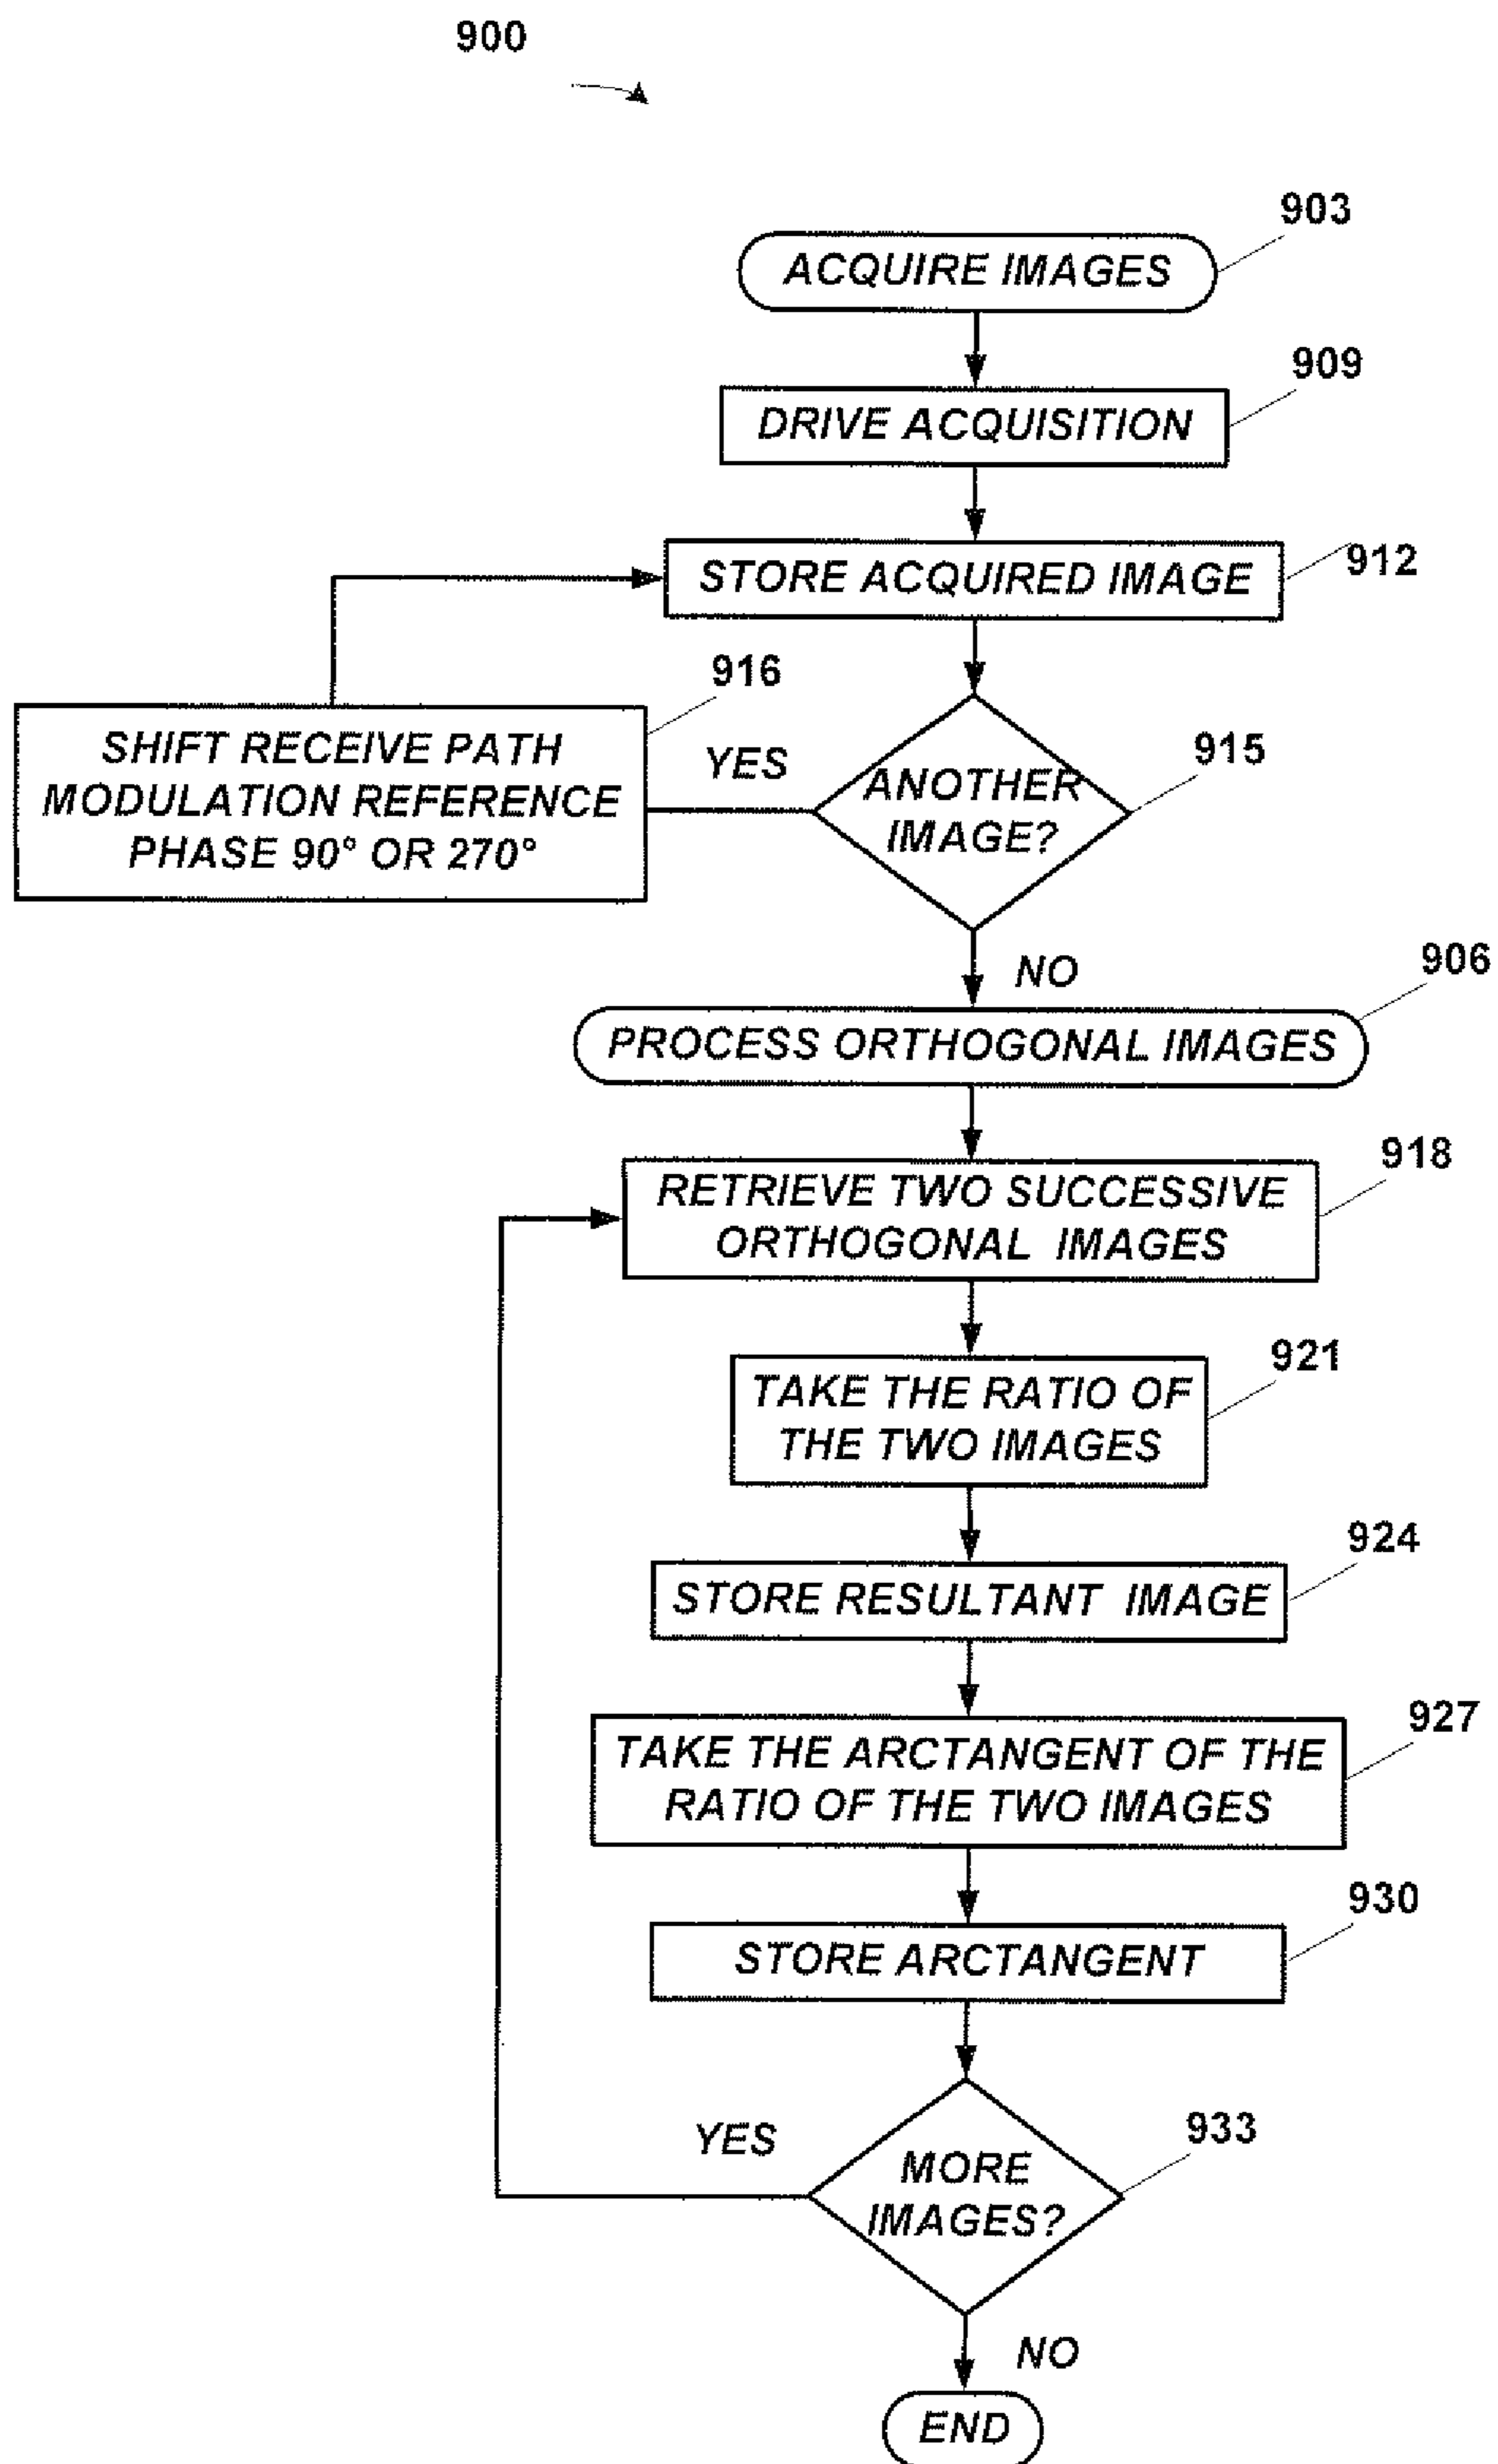 900
903
ACQUIRE IMAGES
909
DRIVE ACQUISITION
912
STORE ACQUIRED IMAGE
916
SHIFT RECEIVE PATH
MODULATION REFERENCE
PHASE 90° OR 270°
YES
915
ANOTHER
IMAGE?
NO
906
PROCESS ORTHOGONAL IMAGES
918
RETRIEVE TWO SUCCESSIVE
ORTHOGONAL IMAGES
921
TAKE THE RATIO OF
THE TWO IMAGES
924
STORE RESULTANT IMAGE
927
TAKE THE ARCTANGENT OF THE
RATIO OF THE TWO IMAGES
930
STORE ARCTANGENT
YES
933
MORE
IMAGES?
NO
END